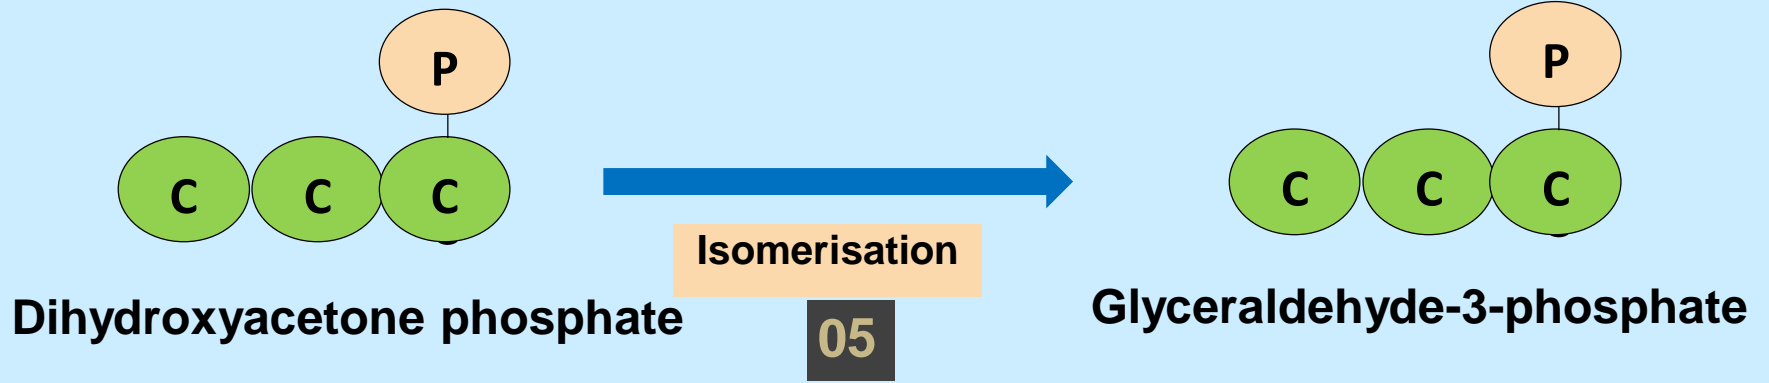 P
P
C C C
C C C
Isomerisation
Dihydroxyacetone phosphate
Glyceraldehyde-3-phosphate
05